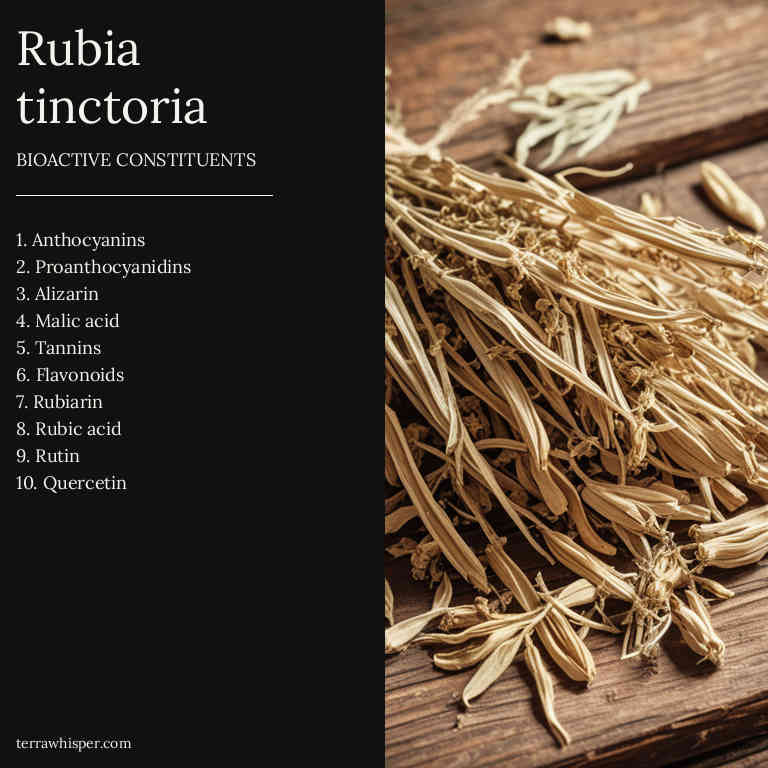 Rubia
tinctoria
BIOACTIVE CONSTITUENTS
1. Anthocyanins
2. Proanthocyanidins
3. Alizarin
4. Malic acid
5. Tannins
6. Flavonoids
7. Rubiarin
8. Rubic acid
9. Rutin
10. Quercetin
terrawhisper.com